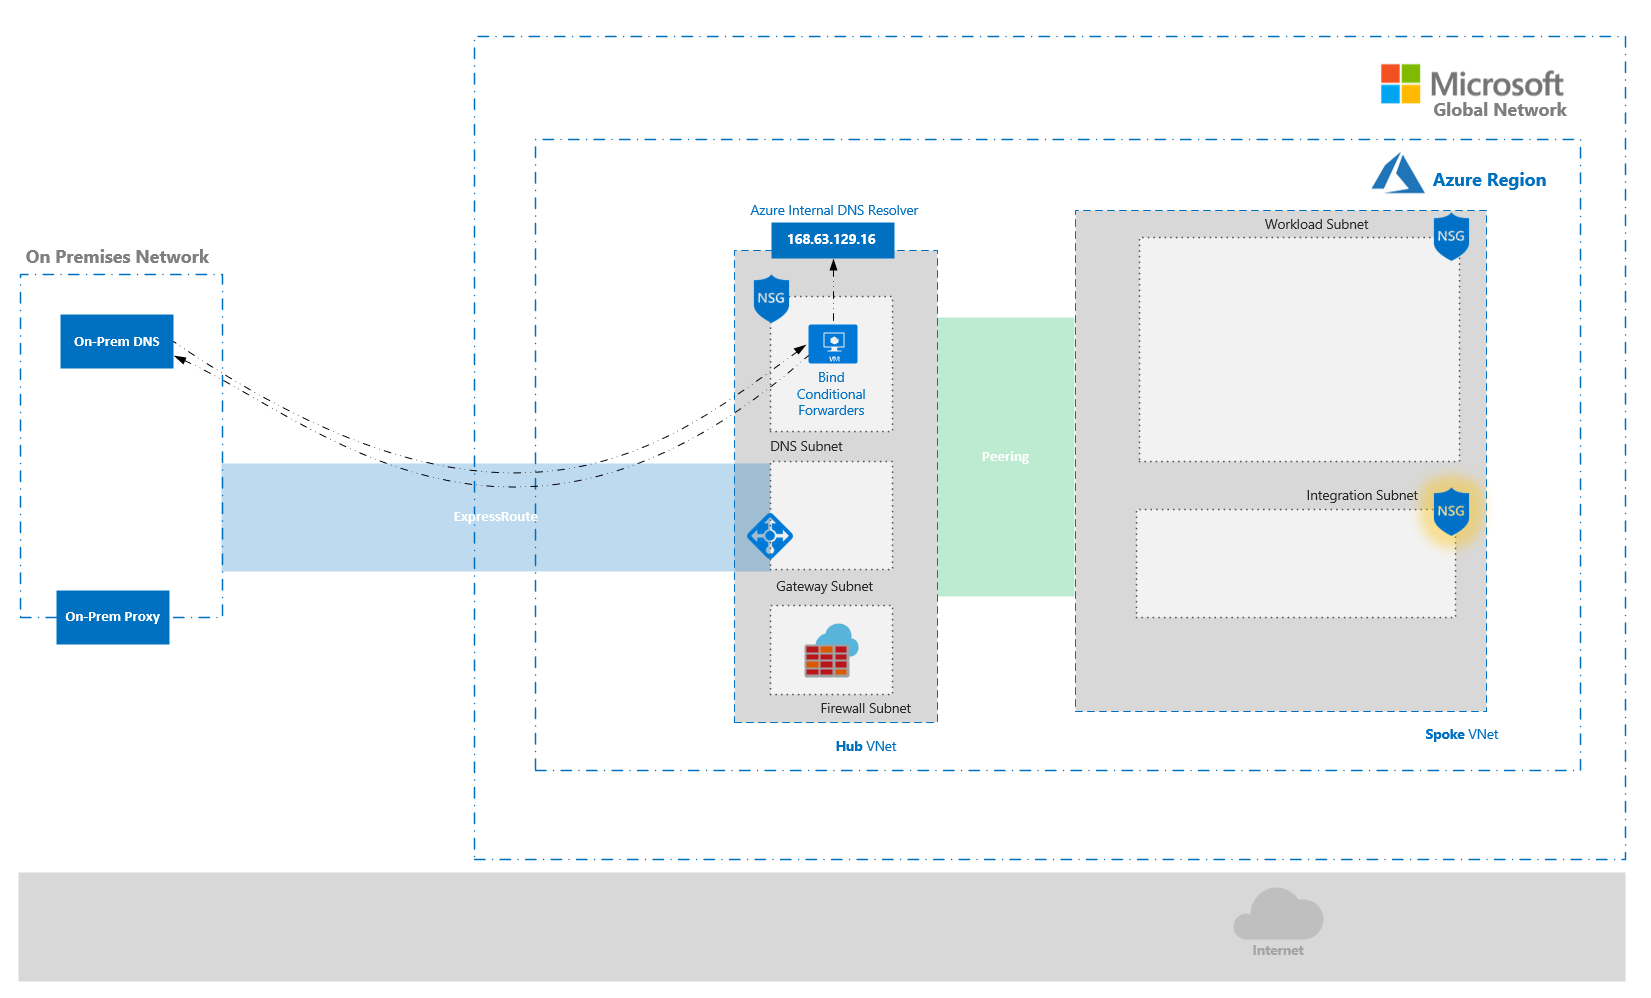 Microsoft
Global Network
Azure Region
Azure Internal DNS Resolver
168.63.129.16
Workload Subnet
NSG
On Premises Network
NSG
On-Prem DNS
VM
Bind
Conditional
Forwarders
DNS Subnet
Peering
Integration Subnet
NSG
ExpressRoute
Gateway Subnet
On-Prem Proxy
Firewall Subnet
Hub VNet
Spoke VNet
Internet